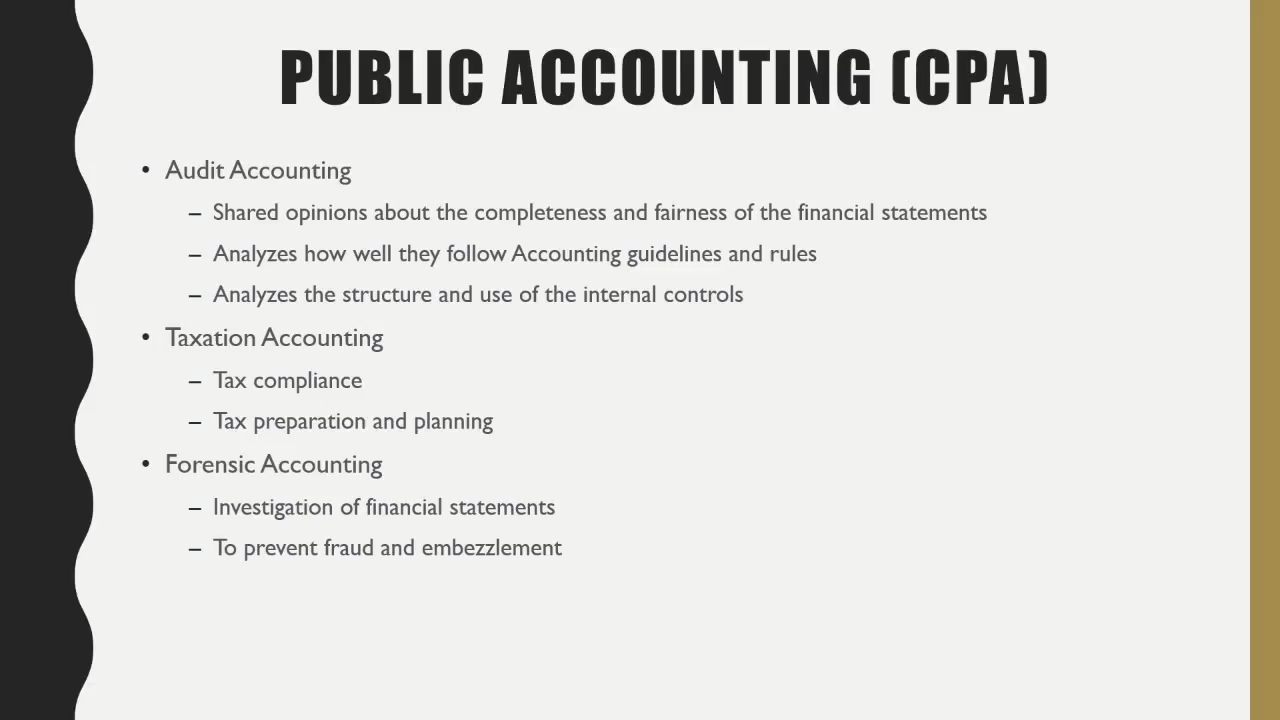 PUBLIC ACCOUNTING (CPA)
• Audit Accounting
– Shared opinions about the completeness and fairness of the financial statements
– Analyzes how well they follow Accounting guidelines and rules
– Analyzes the structure and use of the internal controls
• Taxation Accounting
– Tax compliance
– Tax preparation and planning
• Forensic Accounting
– Investigation of financial statements
– To prevent fraud and embezzlement